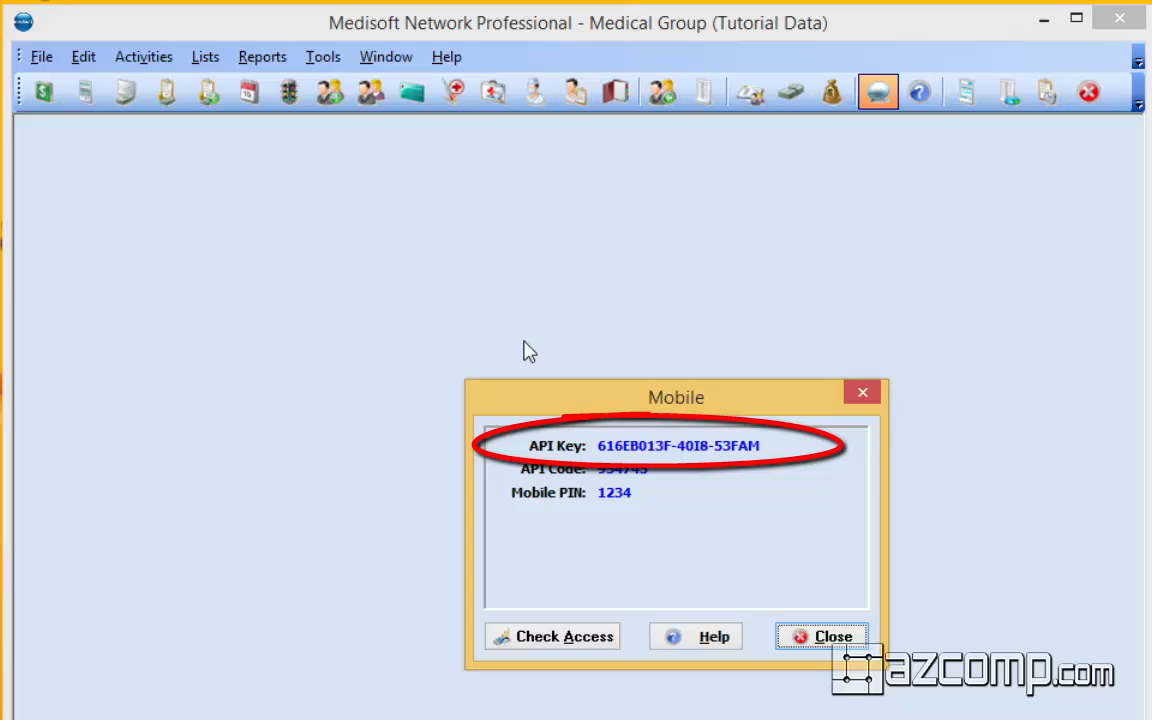 Medisoft Network Professional - Medical Group (Tutorial Data)
File Edit Activities Lists Reports Tools Window Help
Mobile
API Key: 616EB013F-40I8-53FAM
API Code: 954745
Mobile PIN: 1234
Check Access Help Close
azcomp.com